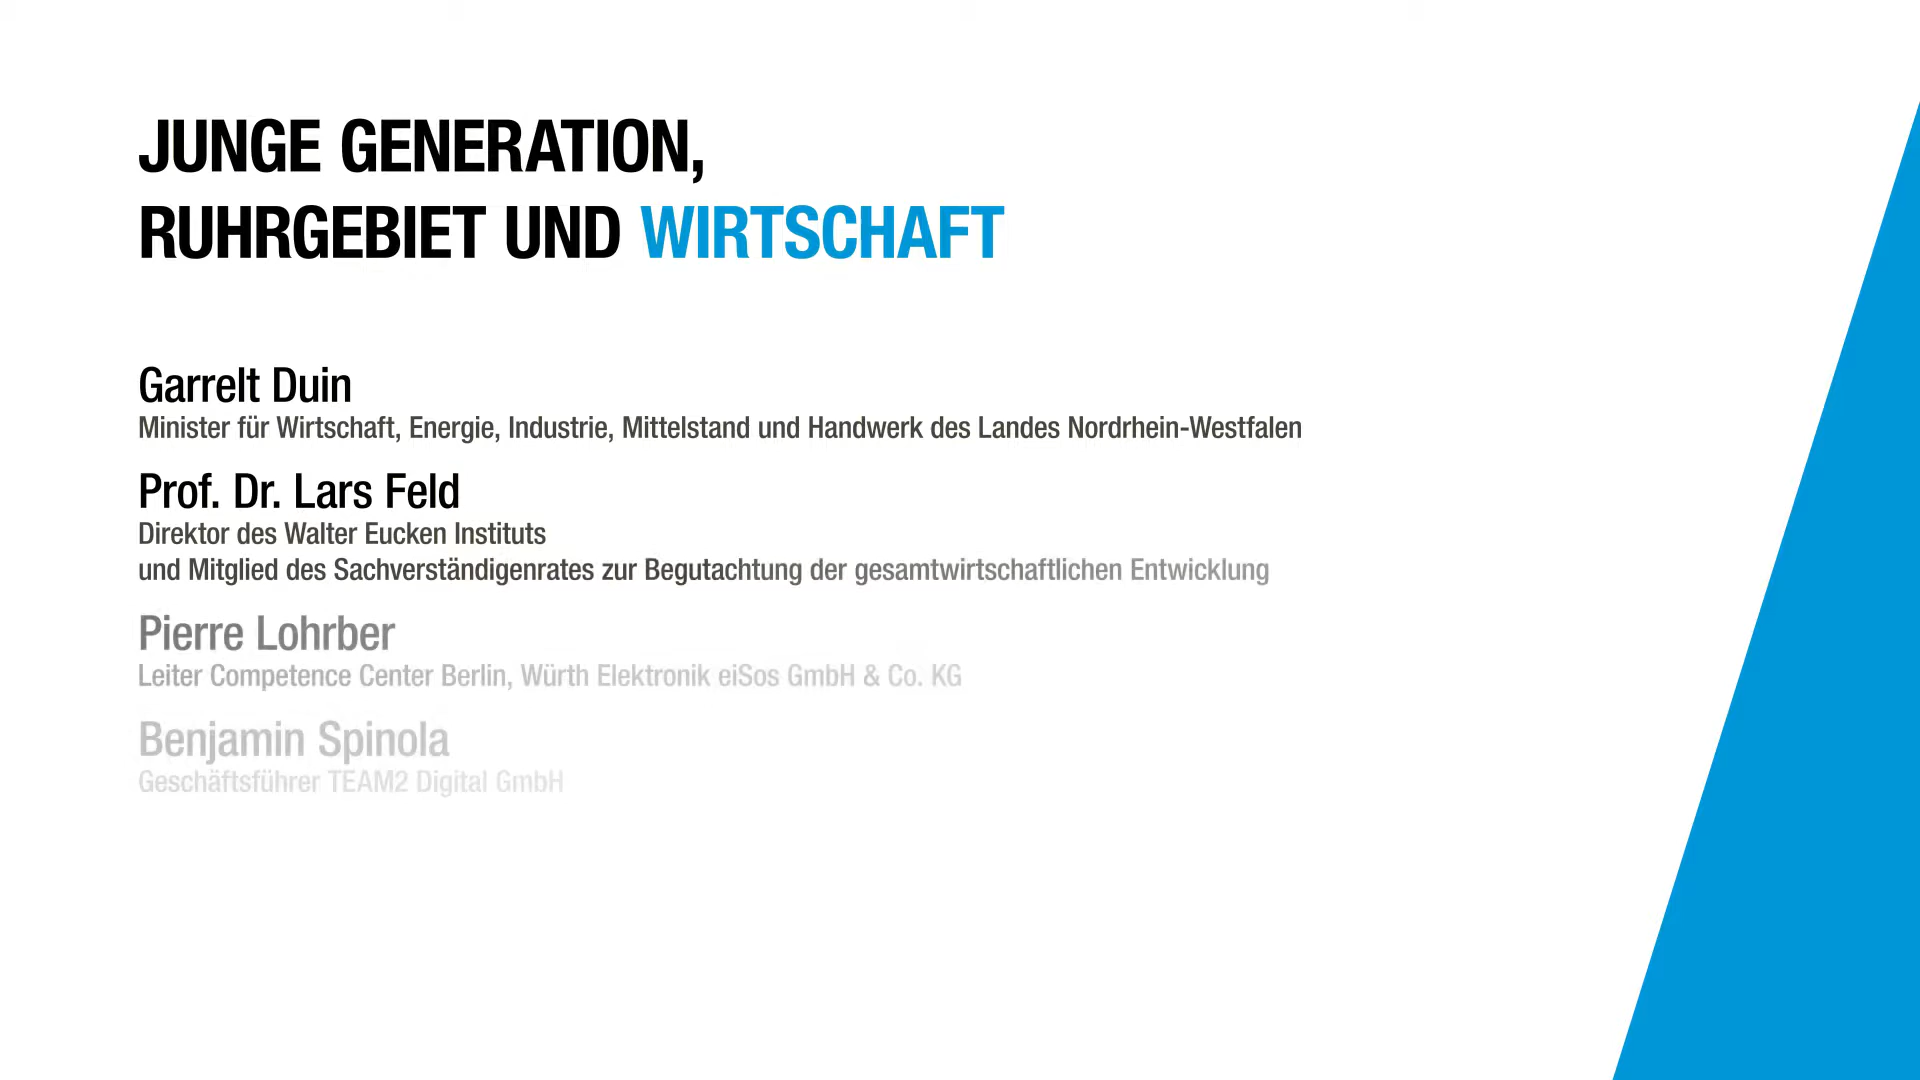 JUNGE GENERATION,
RUHRGEBIET UND WIRTSCHAFT
Garrelt Duin
Minister für Wirtschaft, Energie, Industrie, Mittelstand und Handwerk des Landes Nordrhein-Westfalen
Prof. Dr. Lars Feld
Direktor des Walter Eucken Instituts
und Mitglied des Sachverständigenrates zur Begutachtung der gesamtwirtschaftlichen Entwicklung
Pierre Lohrber
Leiter Competence Center Berlin, Würth Elektronik eiSos GmbH & Co. KG
Benjamin Spinola
Geschäftsführer TEAM2 Digital GmbH